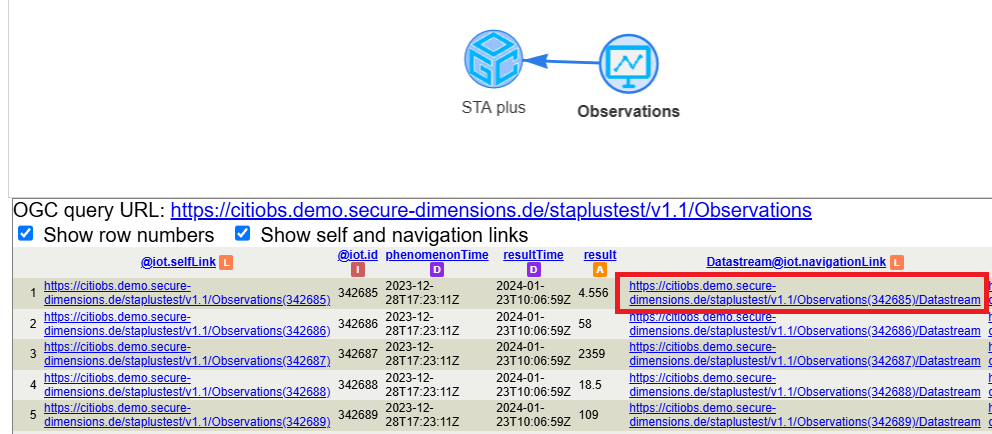 OGC
STA plus
Observations
OGC query URL: https://citiobs.demo.secure-dimensions.de/staplustest/v1.1/Observations
Show row numbers Show self and navigation links
@iot.selfLink L @iot.id I phenomenonTime D resultTime D result A Datastream@iot.navigationLink L
1 https://citiobs.demo.secure-dimensions.de/staplustest/v1.1/Observations(342685) 342685 2023-12-28T17:23:11Z 2024-01-23T10:06:59Z 4.556 https://citiobs.demo.secure-dimensions.de/staplustest/v1.1/Observations(342685)/Datastream
2 https://citiobs.demo.secure-dimensions.de/staplustest/v1.1/Observations(342686) 342686 2023-12-28T17:23:11Z 2024-01-23T10:06:59Z 58 https://citiobs.demo.secure-dimensions.de/staplustest/v1.1/Observations(342686)/Datastream
3 https://citiobs.demo.secure-dimensions.de/staplustest/v1.1/Observations(342687) 342687 2023-12-28T17:23:11Z 2024-01-23T10:06:59Z 2359 https://citiobs.demo.secure-dimensions.de/staplustest/v1.1/Observations(342687)/Datastream
4 https://citiobs.demo.secure-dimensions.de/staplustest/v1.1/Observations(342688) 342688 2023-12-28T17:23:11Z 2024-01-23T10:06:59Z 18.5 https://citiobs.demo.secure-dimensions.de/staplustest/v1.1/Observations(342688)/Datastream
5 https://citiobs.demo.secure-dimensions.de/staplustest/v1.1/Observations(342689) 342689 2023-12-28T17:23:11Z 2024-01-23T10:06:59Z 109 https://citiobs.demo.secure-dimensions.de/staplustest/v1.1/Observations(342689)/Datastream